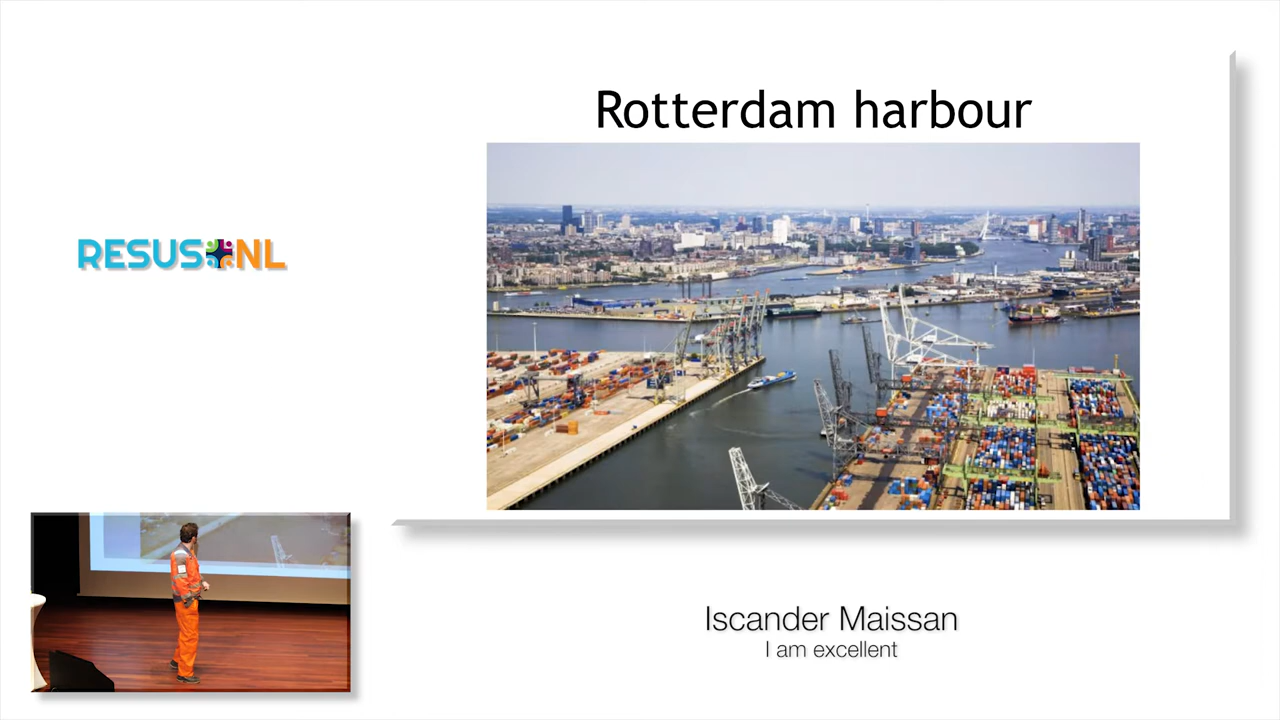 Rotterdam harbour
RESUS NL
Iscander Maissan
I am excellent